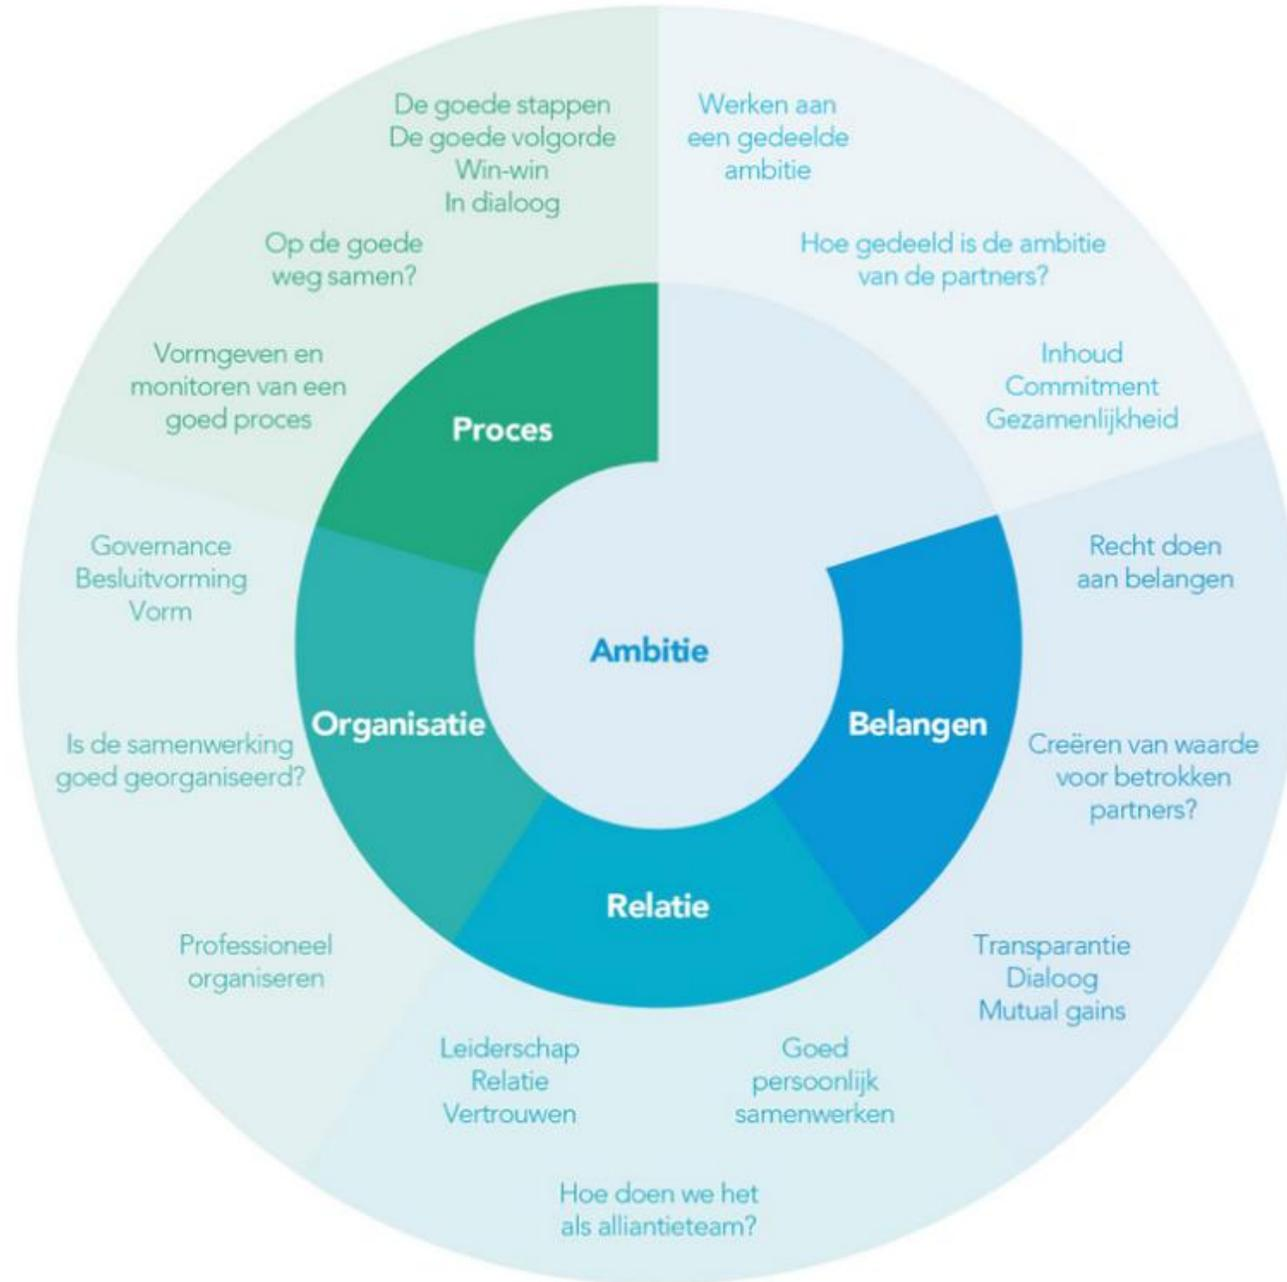 De goede stappen
De goede volgorde
Win-win
In dialoog
Op de goede
weg samen?
Vormgeven en
monitoren van een
goed proces
Proces
Werken aan
een gedeelde
ambitie
Hoe gedeeld is de ambitie
van de partners?
Inhoud
Commitment
Gezamenlijkheid
Ambitie
Recht doen
aan belangen
Creëren van waarde
voor betrokken
partners?
Transparantie
Dialoog
Mutual gains
Belangen
Relatie
Goed
persoonlijk
samenwerken
Hoe doen we het
als alliantieteam?
Leiderschap
Relatie
Vertrouwen
Organisatie
Governance
Besluitvorming
Vorm
Is de samenwerking
goed georganiseerd?
Professioneel
organiseren